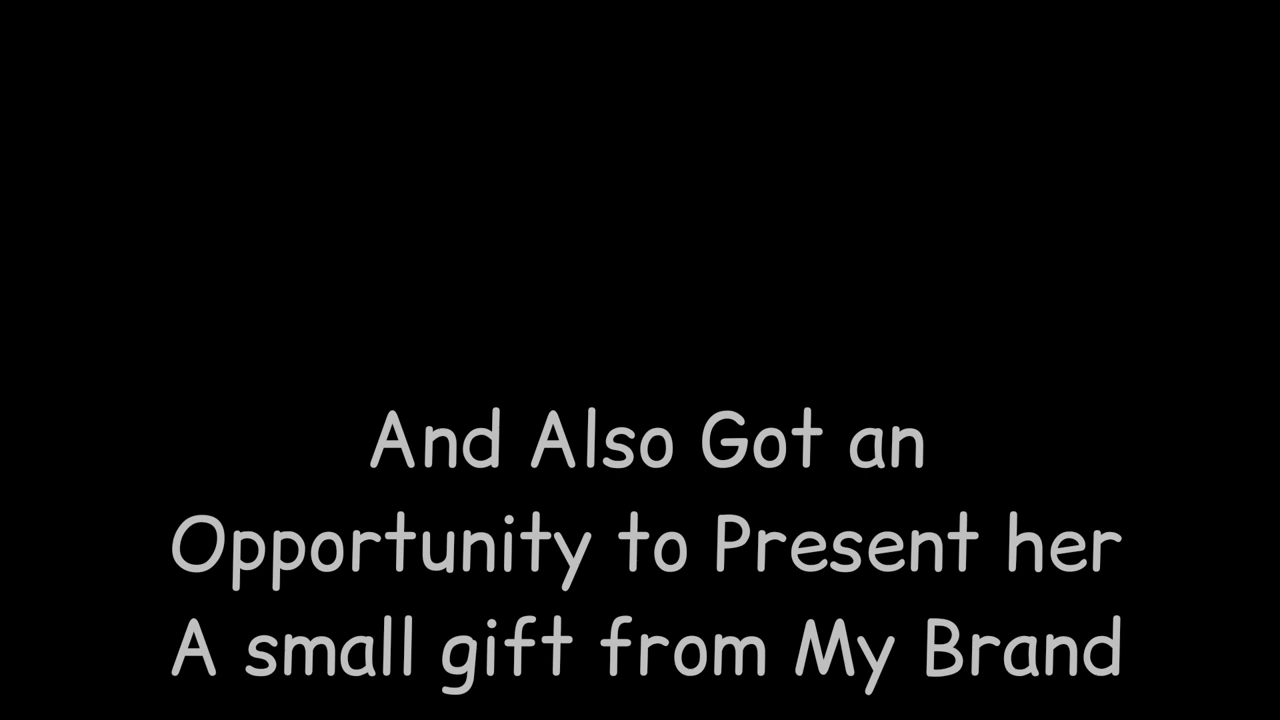 And Also Got an
Opportunity to Present her
A small gift from My Brand